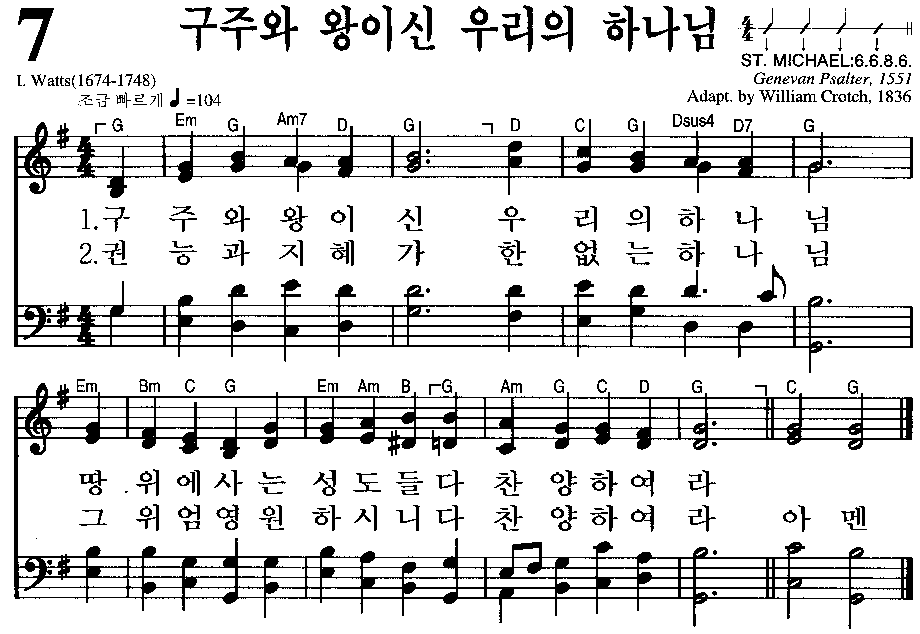 7 구주와 왕이신 우리의 하나님
ST. MICHAEL:6.6.8.6.
I. Watts(1674-1748)
Genevan Psalter, 1551
조금 빠르게 ♩=104
Adapt. by William Crotch, 1836
G Em G Am7 D G D C G Dsus4 D7 G
1.구 주 와 왕 이 신 우 리 의 하 나 님
2.권 능 과 지 혜 가 한 없 는 하 나 님
Em Bm C G Em Am B G Am G C D G C G
땅 위 에 사 는 성 도 들 다 찬 양 하 여 라
그 위 엄 영 원 하 시 니 다 찬 양 하 여 라 아 멘